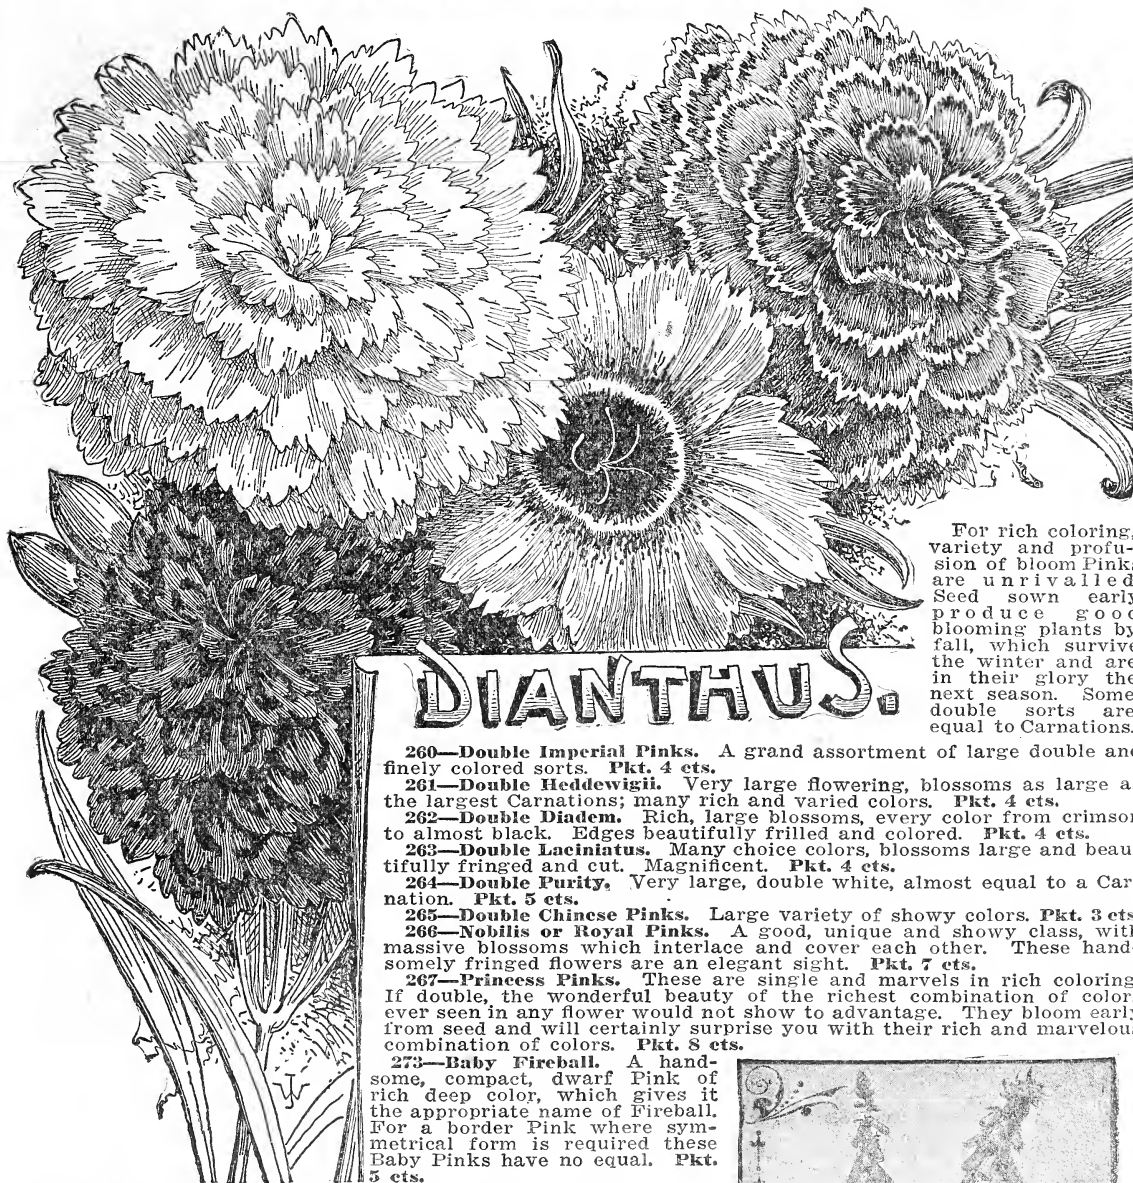 For rich coloring,
variety and profu-
sion of bloom Pink
are unrivalled
Seed sown early
produce good
blooming plants by
fall, which survive
the winter and are
in their glory the
next season. Some
double sorts are
equal to Carnations.
DIANTHUS.
260—Double Imperial Pinks. A grand assortment of large double and
finely colored sorts. Pkt. 4 cts.
261—Double Heddewigii. Very large flowering, blossoms as large a
the largest Carnations; many rich and varied colors. Pkt. 4 cts.
262—Double Diadem. Rich, large blossoms, every color from crimson
to almost black. Edges beautifully frilled and colored. Pkt. 4 cts.
263—Double Laciniatus. Many choice colors, blossoms large and beau
tifully fringed and cut. Magnificent. Pkt. 4 cts.
264—Double Purity. Very large, double white, almost equal to a Car
nation. Pkt. 5 cts.
265—Double Chinese Pinks. Large variety of showy colors. Pkt. 3 cts
266—Nobilis or Royal Pinks. A good, unique and showy class, with
massive blossoms which interlace and cover each other. These hand
somely fringed flowers are an elegant sight. Pkt. 7 cts.
267—Princess Pinks. These are single and marvels in rich coloring
If double, the wonderful beauty of the richest combination of color
ever seen in any flower would not show to advantage. They bloom early
from seed and will certainly surprise you with their rich and marvelou
combination of colors. Pkt. 8 cts.
273—Baby Fireball. A hand-
some, compact, dwarf Pink of
rich deep color, which gives it
the appropriate name of Fireball.
For a border Pink where sym-
metrical form is required these
Baby Pinks have no equal. Pkt.
5 cts.